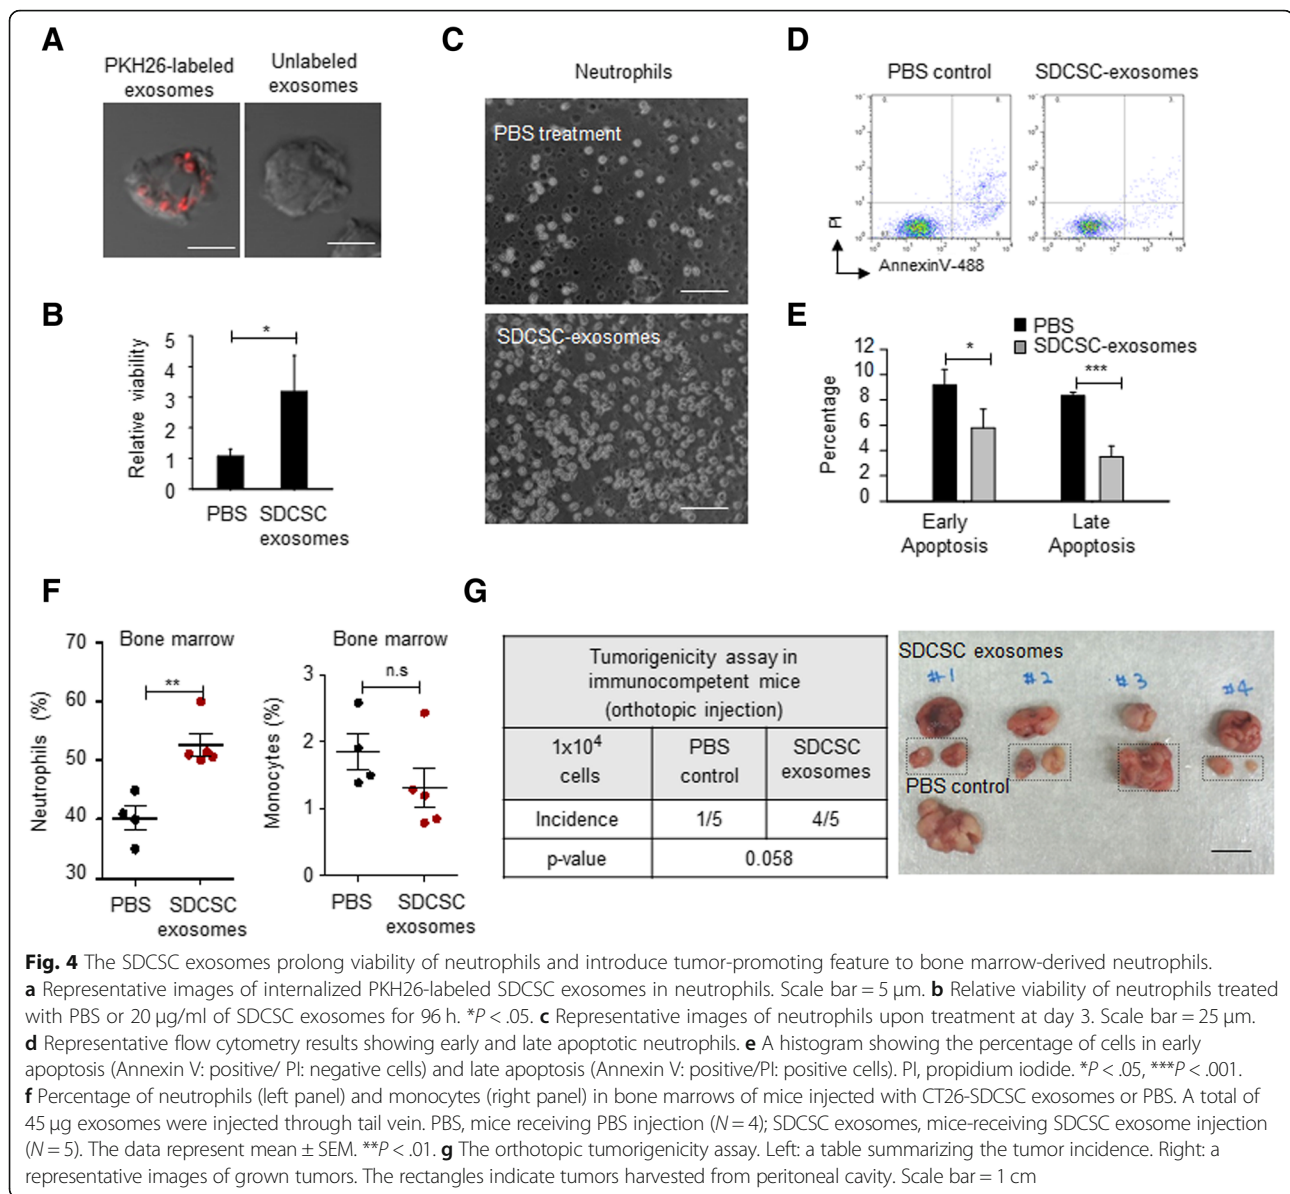 A
PKH26-labeled
exosomes
Unlabeled
exosomes
B
Relative viability
5
4
3
2
1
0
*
PBS
SDCSC
exosomes
C
Neutrophils
PBS treatment
SDCSC-exosomes
D
PBS control
SDCSC-exosomes
PI
AnnexinV-488
E
PBS
SDCSC-exosomes
Percentage
12
10
8
6
4
2
0
*
***
Early
Apoptosis
Late
Apoptosis
F
Bone marrow
Neutrophils (%)
70
60
50
40
30
**
PBS
SDCSC
exosomes
Bone marrow
Monocytes (%)
3
2
1
0
n.s
PBS
SDCSC
exosomes
G
Tumorigenicity assay in
immunocompetent mice
(orthotopic injection)
1x10⁴
cells
PBS
control
SDCSC
exosomes
Incidence
1/5
4/5
p-value
0.058
SDCSC exosomes
#1
#2
#3
#4
PBS control
Fig. 4 The SDCSC exosomes prolong viability of neutrophils and introduce tumor-promoting feature to bone marrow-derived neutrophils.
a Representative images of internalized PKH26-labeled SDCSC exosomes in neutrophils. Scale bar = 5 μm. b Relative viability of neutrophils treated
with PBS or 20 μg/ml of SDCSC exosomes for 96 h. *P < .05. c Representative images of neutrophils upon treatment at day 3. Scale bar = 25 μm.
d Representative flow cytometry results showing early and late apoptotic neutrophils. e A histogram showing the percentage of cells in early
apoptosis (Annexin V: positive/ PI: negative cells) and late apoptosis (Annexin V: positive/PI: positive cells). PI, propidium iodide. *P < .05, ***P < .001.
f Percentage of neutrophils (left panel) and monocytes (right panel) in bone marrows of mice injected with CT26-SDCSC exosomes or PBS. A total of
45 μg exosomes were injected through tail vein. PBS, mice receiving PBS injection (N = 4); SDCSC exosomes, mice-receiving SDCSC exosome injection
(N = 5). The data represent mean ± SEM. **P < .01. g The orthotopic tumorigenicity assay. Left: a table summarizing the tumor incidence. Right: a
representative images of grown tumors. The rectangles indicate tumors harvested from peritoneal cavity. Scale bar = 1 cm